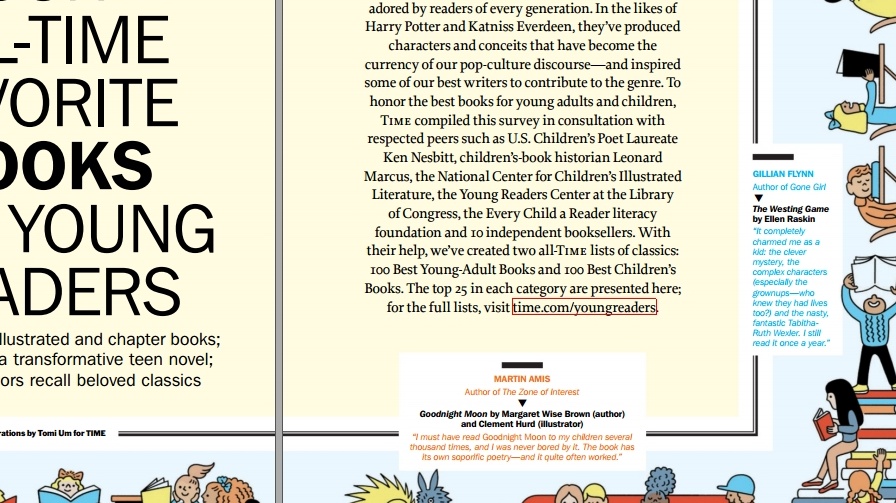 L-TIME
VORITE
OOKS
YOUNG
ADERS
illustrated and chapter books;
a transformative teen novel;
ors recall beloved classics
rations by Tomi Um for TIME
adored by readers of every generation. In the likes of
Harry Potter and Katniss Everdeen, they’ve produced
characters and conceits that have become the
currency of our pop-culture discourse—and inspired
some of our best writers to contribute to the genre. To
honor the best books for young adults and children,
TIME compiled this survey in consultation with
respected peers such as U.S. Children’s Poet Laureate
Ken Nesbitt, children’s-book historian Leonard
Marcus, the National Center for Children’s Illustrated
Literature, the Young Readers Center at the Library
of Congress, the Every Child a Reader literacy
foundation and 10 independent booksellers. With
their help, we’ve created two all-TIME lists of classics:
100 Best Young-Adult Books and 100 Best Children’s
Books. The top 25 in each category are presented here;
for the full lists, visit time.com/youngreaders.
MARTIN AMIS
Author of The Zone of Interest
Goodnight Moon by Margaret Wise Brown (author)
and Clement Hurd (illustrator)
“I must have read Goodnight Moon to my children several
thousand times, and I was never bored by it. The book has
its own soporific poetry—and it quite often worked.”
GILLIAN FLYNN
Author of Gone Girl
The Westing Game
by Ellen Raskin
“It completely
charmed me as a
kid: the clever
mystery, the
complex characters
(especially the
grownups—who
knew they had lives
too?) and the nasty,
fantastic Tabitha-
Ruth Wexler. I still
read it once a year.”